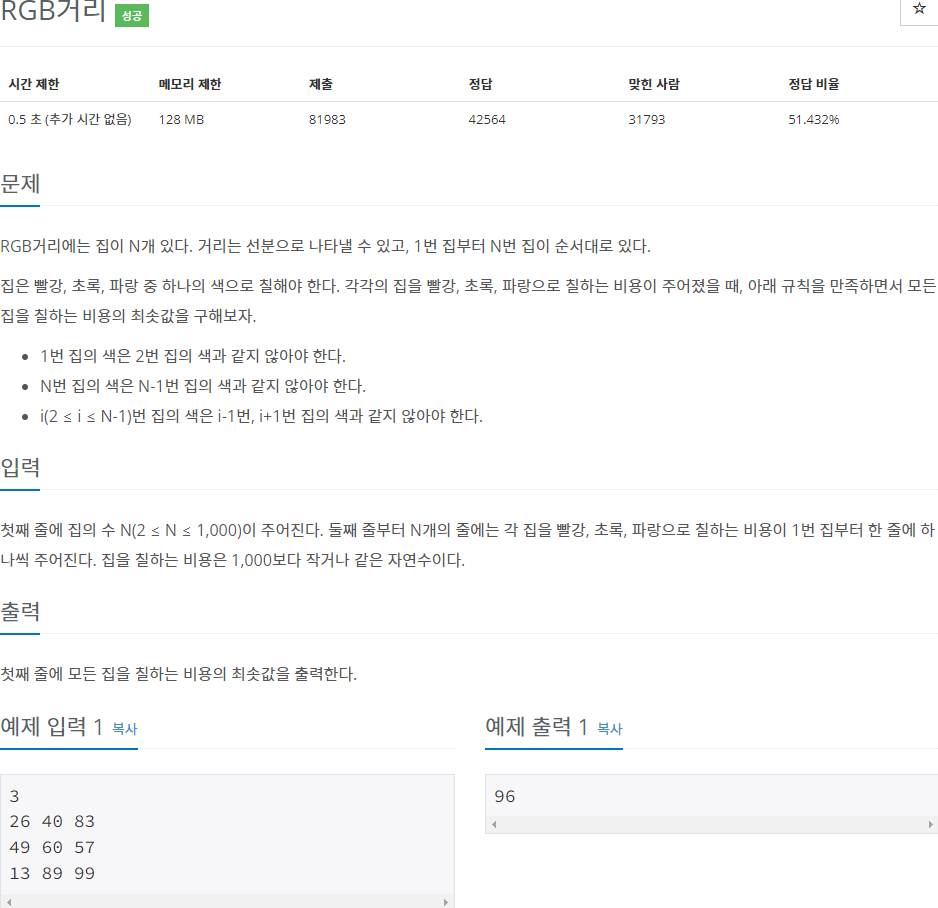 RGB거리 성공
☆
시간 제한 메모리 제한 제출 정답 맞힌 사람 정답 비율
0.5 초 (추가 시간 없음) 128 MB 81983 42564 31793 51.432%
문제
RGB거리에는 집이 N개 있다. 거리는 선분으로 나타낼 수 있고, 1번 집부터 N번 집이 순서대로 있다.
집은 빨강, 초록, 파랑 중 하나의 색으로 칠해야 한다. 각각의 집을 빨강, 초록, 파랑으로 칠하는 비용이 주어졌을 때, 아래 규칙을 만족하면서 모든
집을 칠하는 비용의 최솟값을 구해보자.
• 1번 집의 색은 2번 집의 색과 같지 않아야 한다.
• N번 집의 색은 N-1번 집의 색과 같지 않아야 한다.
• i(2 ≤ i ≤ N-1)번 집의 색은 i-1번, i+1번 집의 색과 같지 않아야 한다.
입력
첫째 줄에 집의 수 N(2 ≤ N ≤ 1,000)이 주어진다. 둘째 줄부터 N개의 줄에는 각 집을 빨강, 초록, 파랑으로 칠하는 비용이 1번 집부터 한 줄에 하
나씩 주어진다. 집을 칠하는 비용은 1,000보다 작거나 같은 자연수이다.
출력
첫째 줄에 모든 집을 칠하는 비용의 최솟값을 출력한다.
예제 입력 1 복사
3
26 40 83
49 60 57
13 89 99
예제 출력 1 복사
96